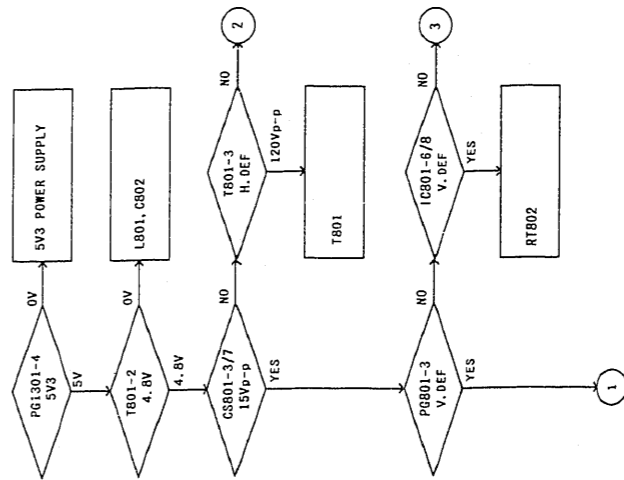 PG1301-4
5V3
0V
5V3 POWER SUPPLY
5V
T801-2
4.8V
0V
L801,C802
4.8V
CS801-3/7
15Vp-p
NO
T801-3
H.DEF
NO
2
120Vp-p
T801
YES
PG801-3
V.DEF
NO
IC801-6/8
V.DEF
NO
3
YES
RT802
YES
1